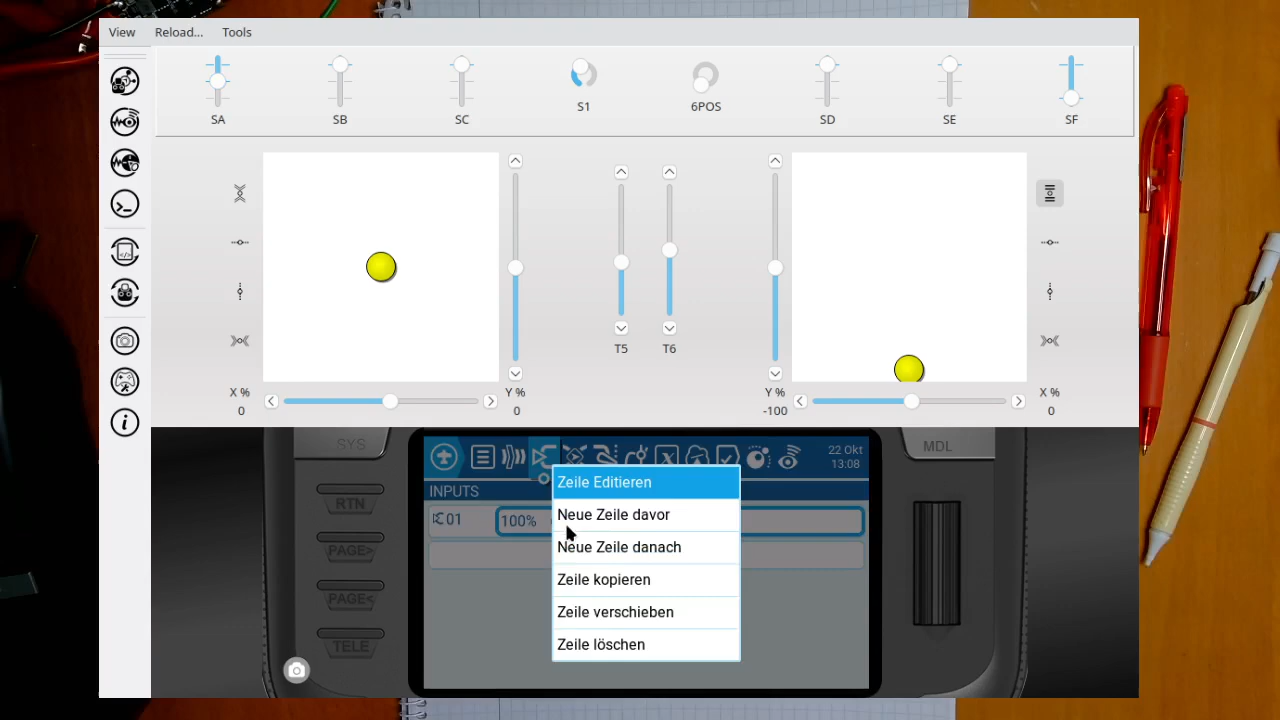 View Reload... Tools
SA SB SC S1 6POS SD SE SF
T5 T6
X % Y % Y % X %
0 0 -100 0
SYS MDL
RTN
PAGE>
PAGE<
TELE
22 Okt
13:08
INPUTS
01 100%
Zeile Editieren
Neue Zeile davor
Neue Zeile danach
Zeile kopieren
Zeile verschieben
Zeile löschen